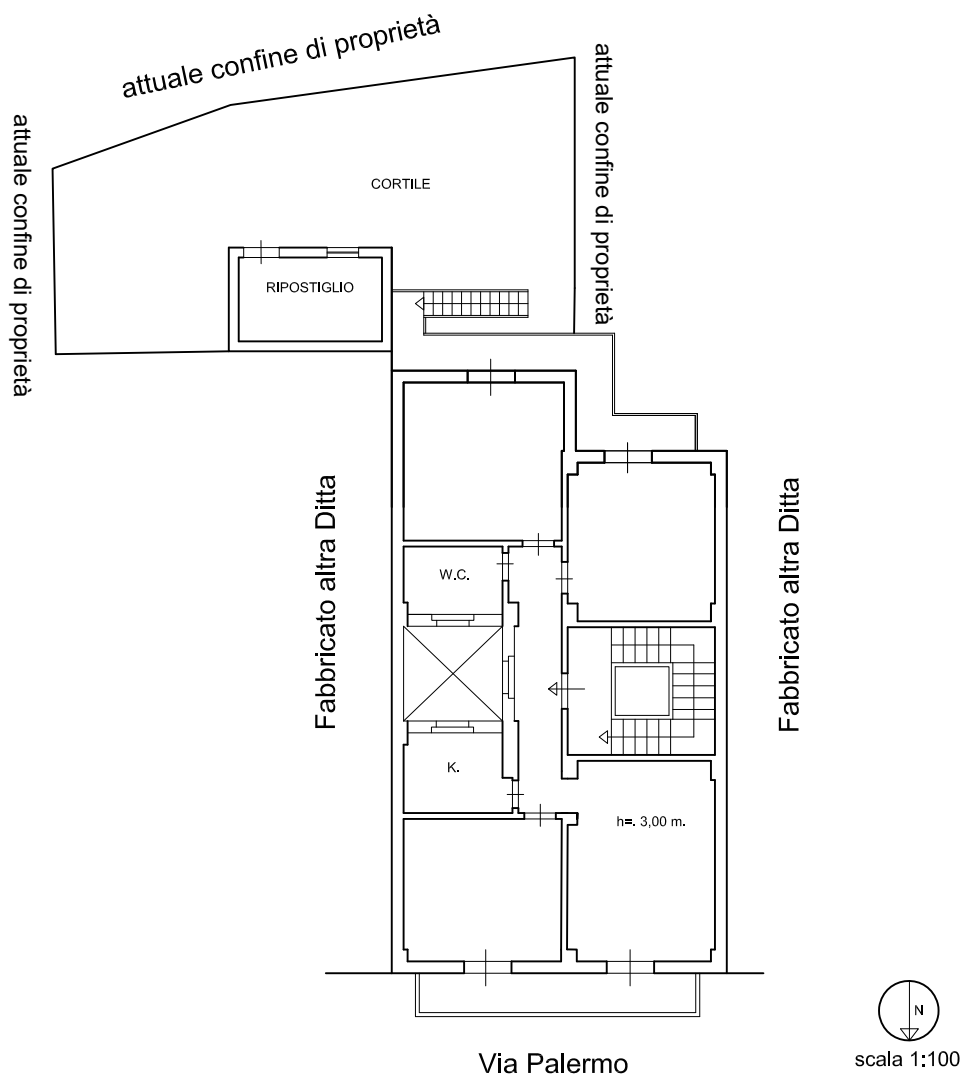 attuale confine di proprietà
attuale confine di proprietà
attuale confine di proprietà
CORTILE
RIPOSTIGLIO
Fabbricato altra Ditta
Fabbricato altra Ditta
W.C.
K.
h=. 3,00 m.
N
scala 1:100
Via Palermo